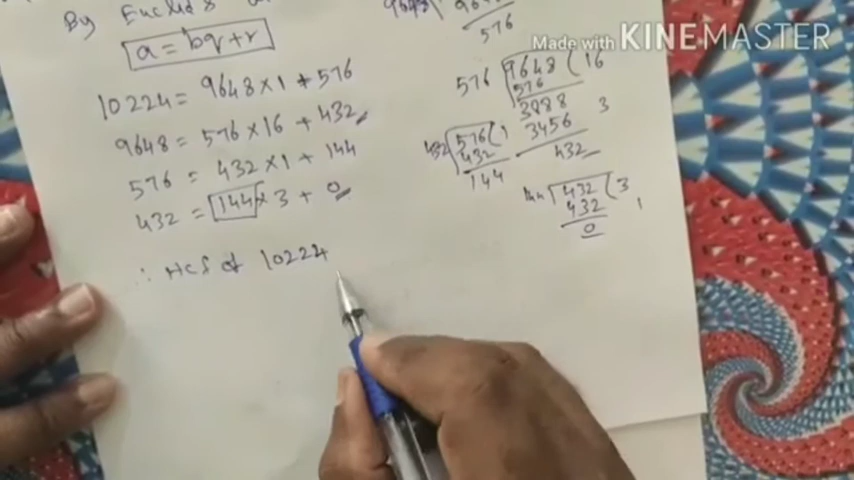 By Euclid's
a = bq+r
10224 = 9648×1 + 576
9648 = 576×16 + 432
576 = 432×1 + 144
432 = 144×3 + 0
∴ HCF of 10224
576
576 9648 ( 16
576
3888
3456 3
432
432 576 ( 1
432
144
144 432 ( 3
432
0
Made with KINEMASTER